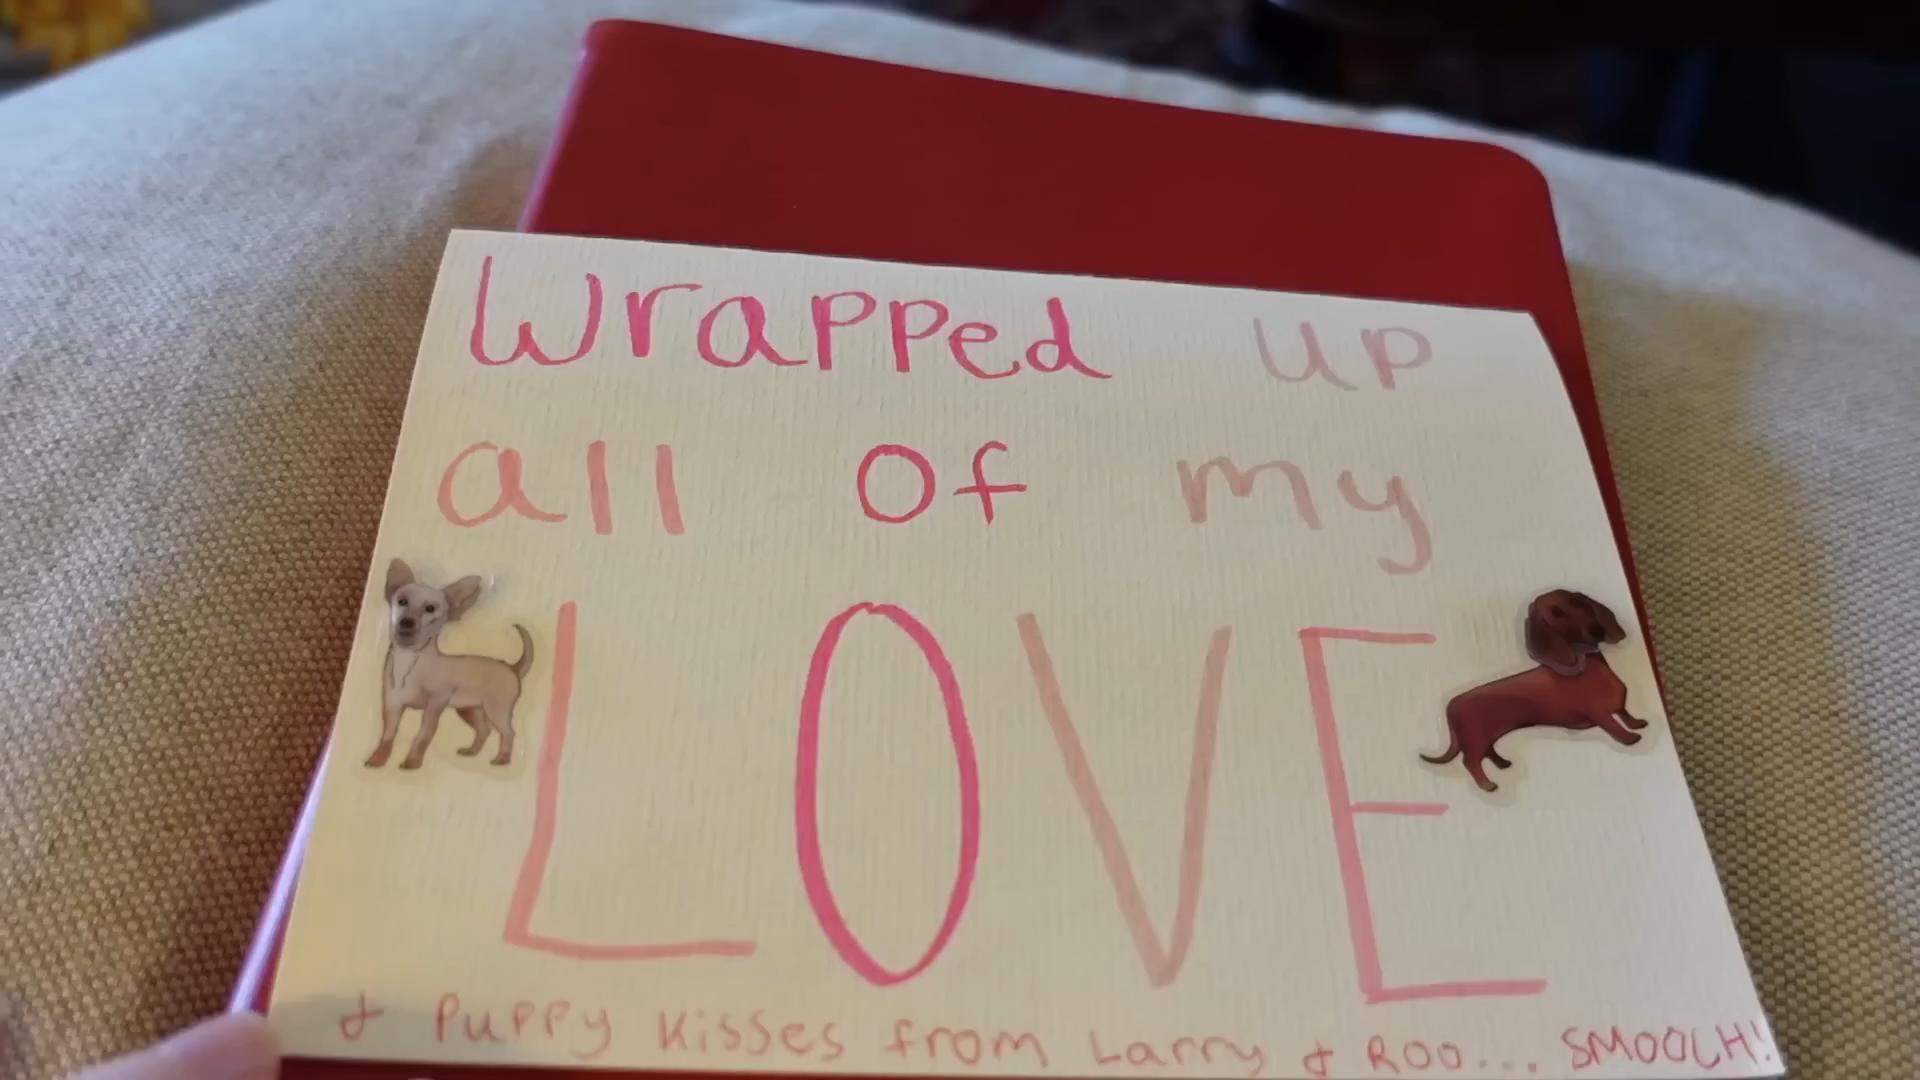 Wrapped up
all of my
LOVE
& Puppy Kisses from Larry & Roo... SMOOCH!